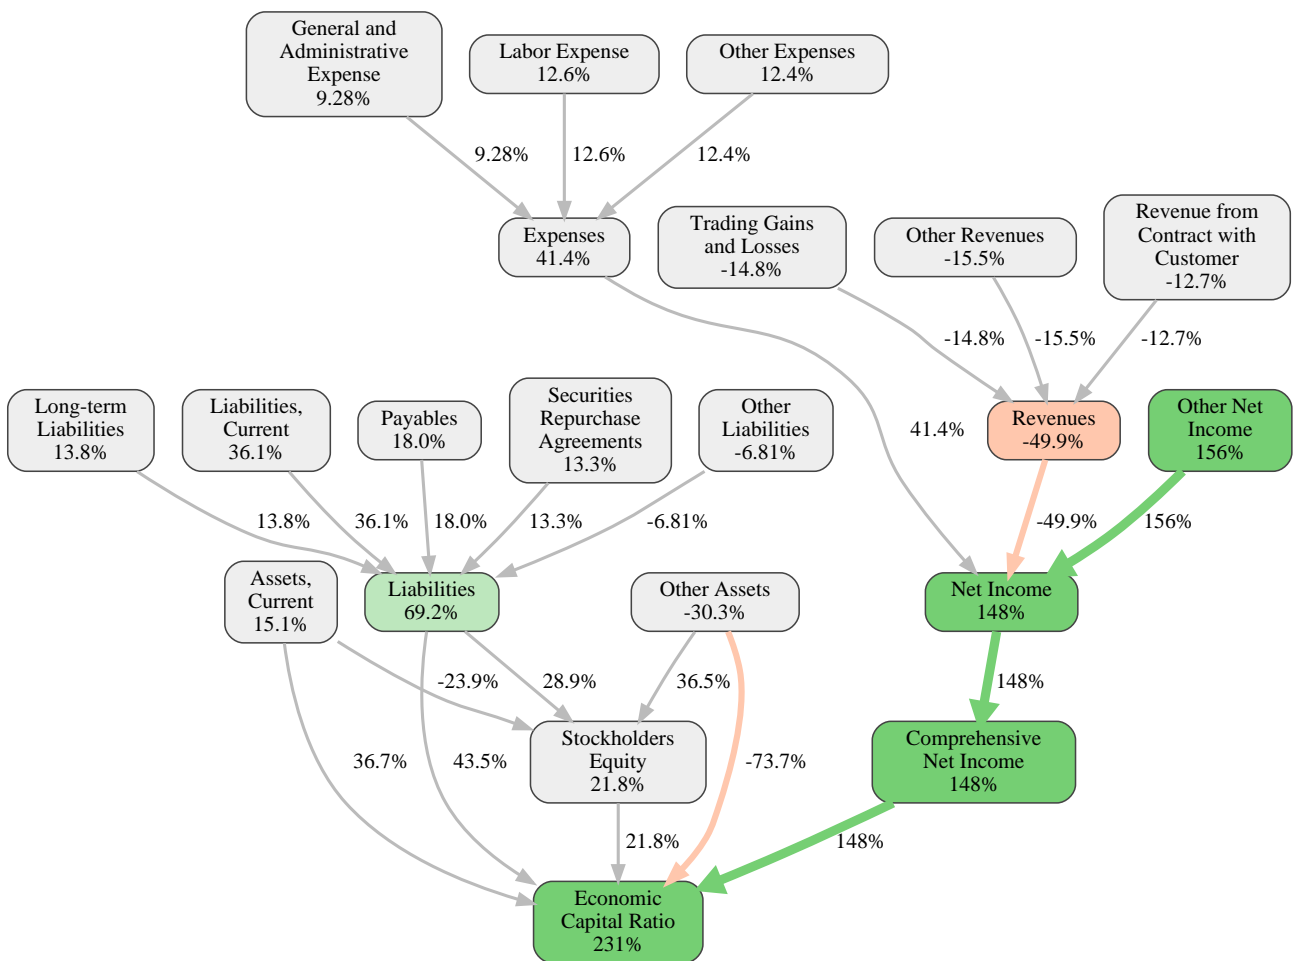 General and
Administrative
Expense
9.28%
Labor Expense
12.6%
Other Expenses
12.4%
9.28%
12.6%
12.4%
Expenses
41.4%
Trading Gains
and Losses
-14.8%
Other Revenues
-15.5%
Revenue from
Contract with
Customer
-12.7%
-14.8%
-15.5%
-12.7%
Long-term
Liabilities
13.8%
Liabilities,
Current
36.1%
Payables
18.0%
Securities
Repurchase
Agreements
13.3%
Other
Liabilities
-6.81%
41.4%
Revenues
-49.9%
Other Net
Income
156%
13.8%
36.1%
18.0%
13.3%
-6.81%
-49.9%
156%
Assets,
Current
15.1%
Liabilities
69.2%
Other Assets
-30.3%
Net Income
148%
-23.9%
28.9%
36.5%
148%
Stockholders
Equity
21.8%
Comprehensive
Net Income
148%
36.7%
43.5%
-73.7%
21.8%
148%
Economic
Capital Ratio
231%